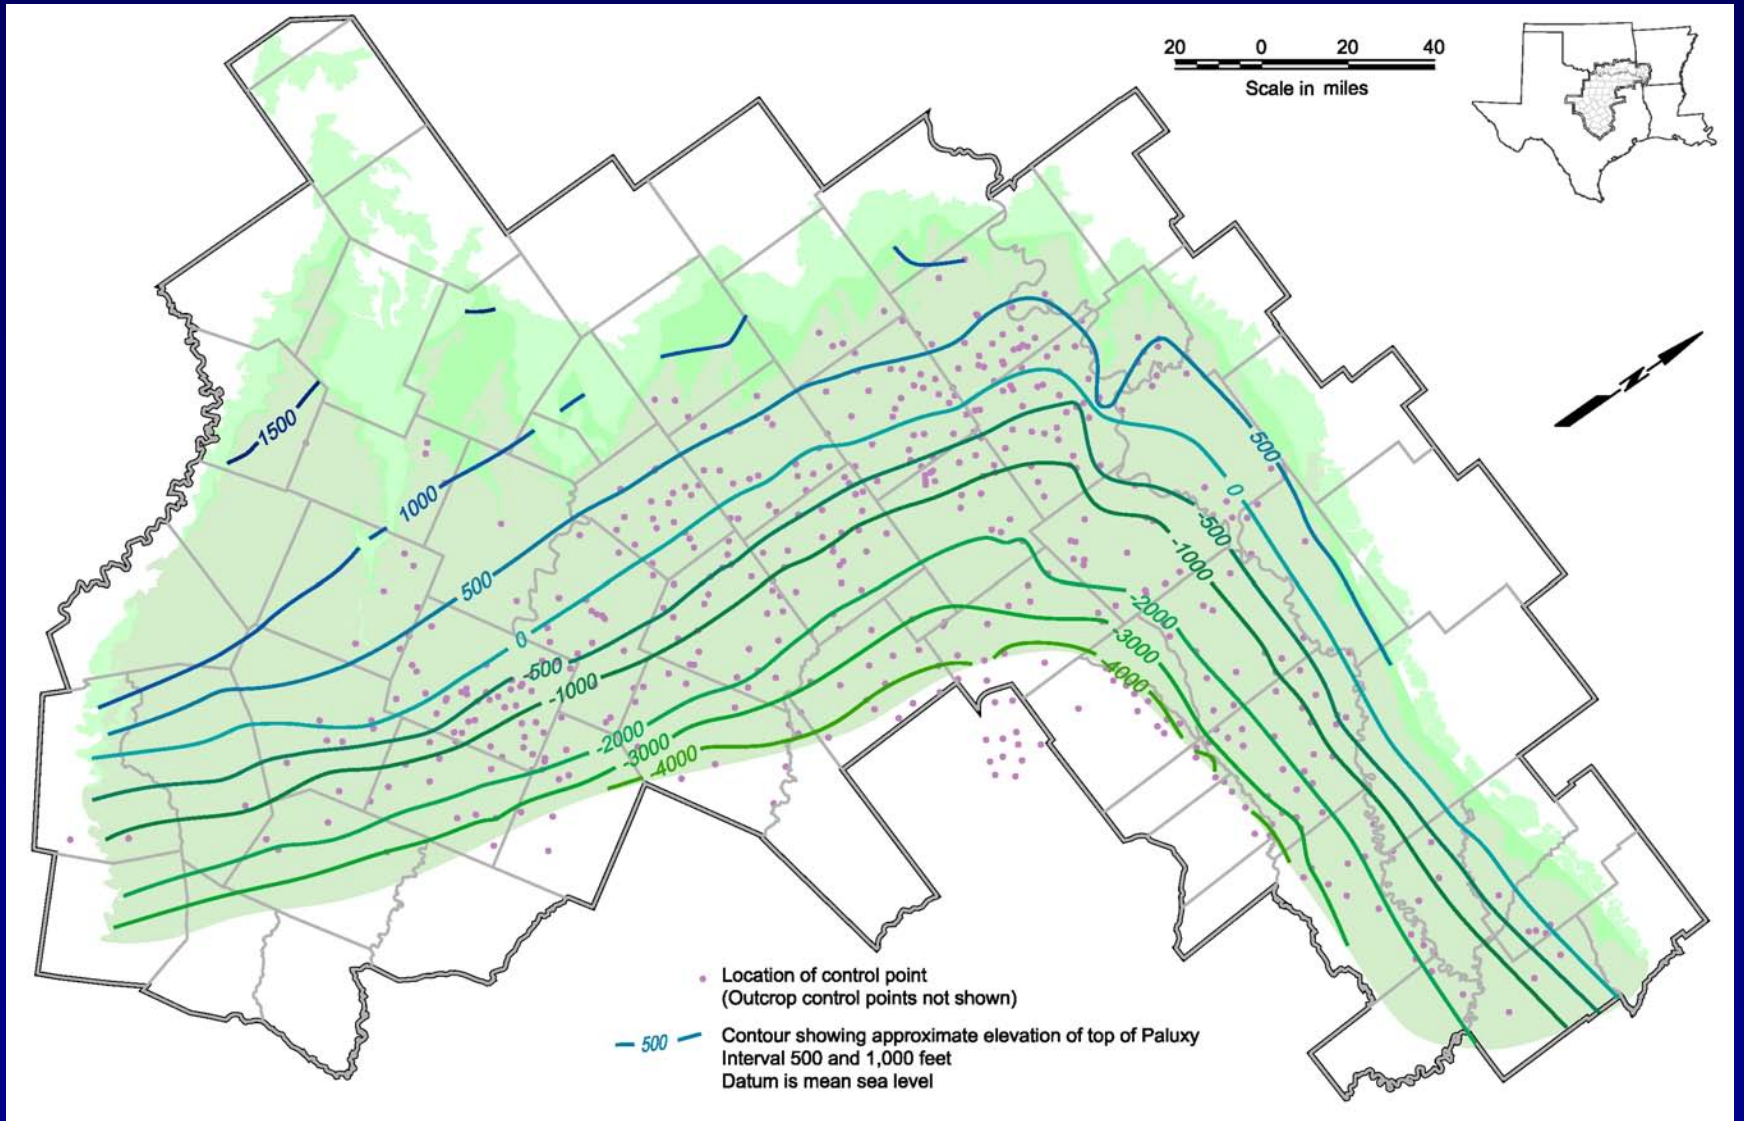 20 0 20 40
Scale in miles
N
1500
1000
500
500
0
0
-500
-500
-1000
-1000
-2000
-2000
-3000
-3000
-4000
-4000
Location of control point
(Outcrop control points not shown)
500
Contour showing approximate elevation of top of Paluxy
Interval 500 and 1,000 feet
Datum is mean sea level